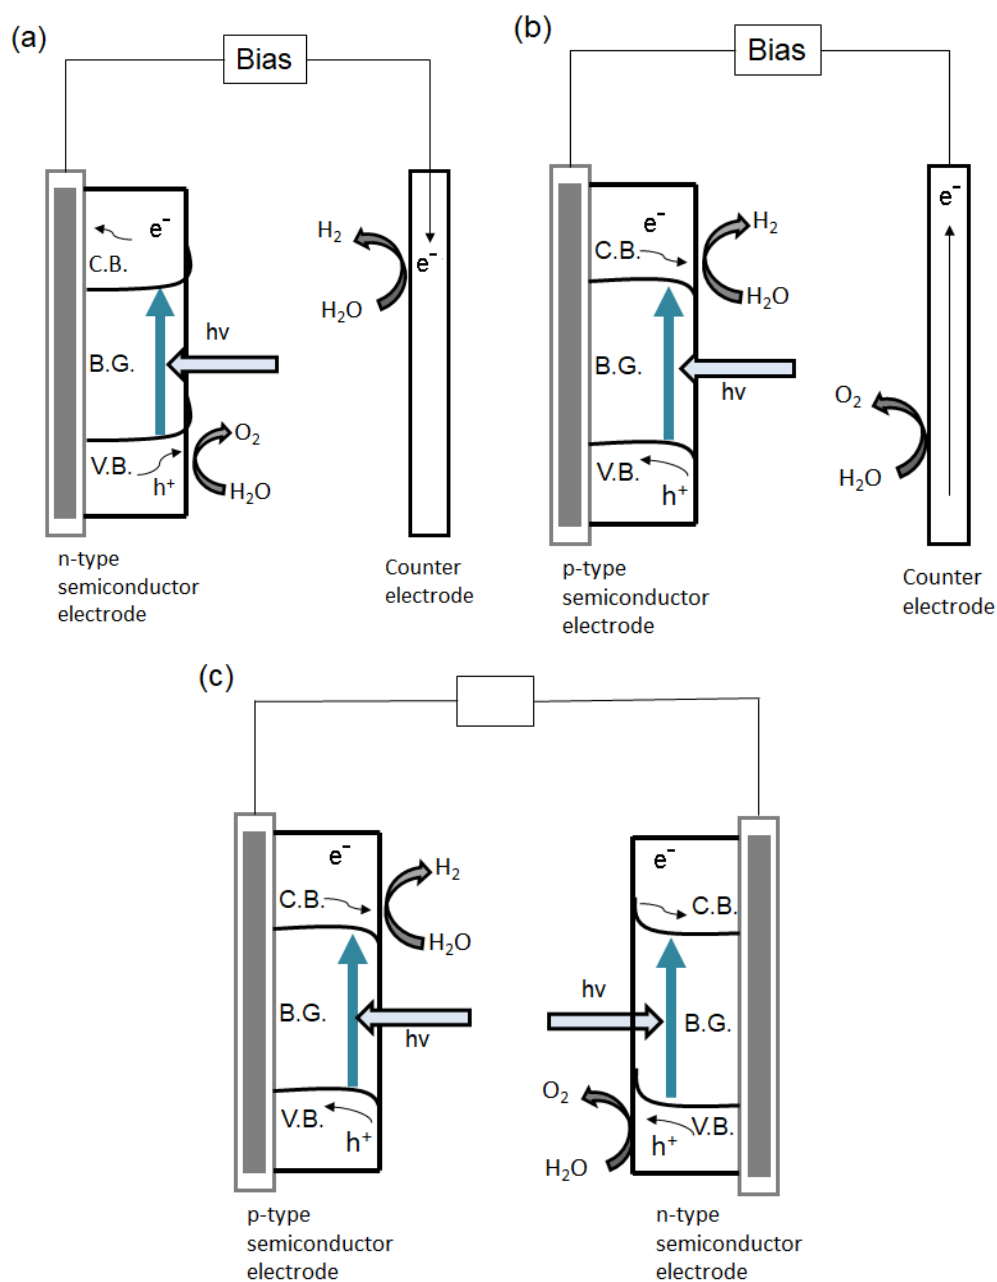 (a)
Bias
e⁻
C.B.
B.G.
hv
V.B.
h⁺
O₂
H₂O
H₂
H₂O
e⁻
n-type
semiconductor
electrode
Counter
electrode
(b)
Bias
e⁻
C.B.
H₂
H₂O
B.G.
hv
V.B.
h⁺
e⁻
O₂
H₂O
p-type
semiconductor
electrode
Counter
electrode
(c)
e⁻
C.B.
H₂
H₂O
B.G.
hv
V.B.
h⁺
e⁻
C.B.
hv
B.G.
O₂
H₂O
h⁺
V.B.
p-type
semiconductor
electrode
n-type
semiconductor
electrode